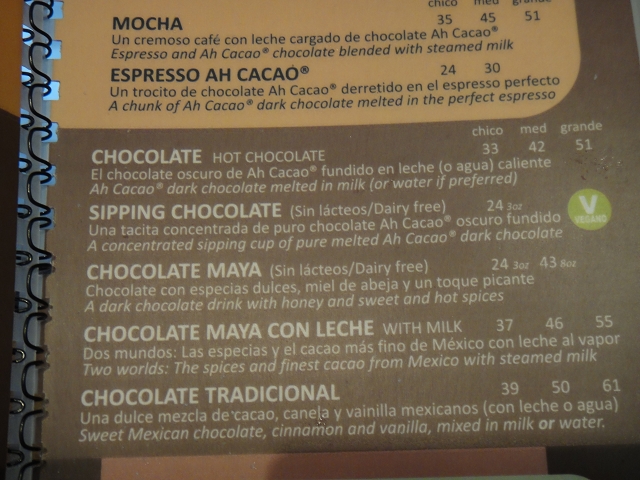 chico med grande
MOCHA 35 45 51
Un cremoso café con leche cargado de chocolate Ah Cacao®
Espresso and Ah Cacao® chocolate blended with steamed milk
ESPRESSO AH CACAO® 24 30
Un trocito de chocolate Ah Cacao® derretido en el espresso perfecto
A chunk of Ah Cacao® dark chocolate melted in the perfect espresso
chico med grande
CHOCOLATE HOT CHOCOLATE 33 42 51
El chocolate oscuro de Ah Cacao® fundido en leche (o agua) caliente
Ah Cacao® dark chocolate melted in milk (or water if preferred)
SIPPING CHOCOLATE (Sin lácteos/Dairy free) 24 3oz
Una tacita concentrada de puro chocolate Ah Cacao® oscuro fundido
A concentrated sipping cup of pure melted Ah Cacao® dark chocolate
V
VEGANO
CHOCOLATE MAYA (Sin lácteos/Dairy free) 24 3oz 43 8oz
Chocolate con especias dulces, miel de abeja y un toque picante
A dark chocolate drink with honey and sweet and hot spices
CHOCOLATE MAYA CON LECHE WITH MILK 37 46 55
Dos mundos: Las especias y el cacao más fino de México con leche al vapor
Two worlds: The spices and finest cacao from Mexico with steamed milk
CHOCOLATE TRADICIONAL 39 50 61
Una dulce mezcla de cacao, canela y vainilla mexicanos (con leche o agua)
Sweet Mexican chocolate, cinnamon and vanilla, mixed in milk or water.